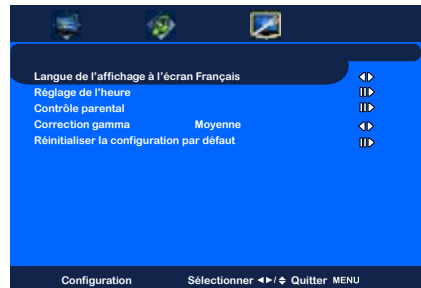 Langue de l'affichage à l'écran Français
Réglage de l'heure
Contrôle parental
Correction gamma Moyenne
Réinitialiser la configuration par défaut
Configuration Sélectionner ◄►/⬍ Quitter MENU